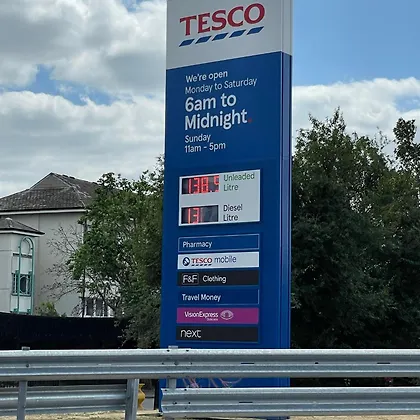 TESCO
We're open
Monday to Saturday
6am to
Midnight
Sunday
11am - 5pm
Unleaded
Litre
Diesel
Litre
Pharmacy
TESCO mobile
F&F Clothing
Travel Money
VisionExpress
next